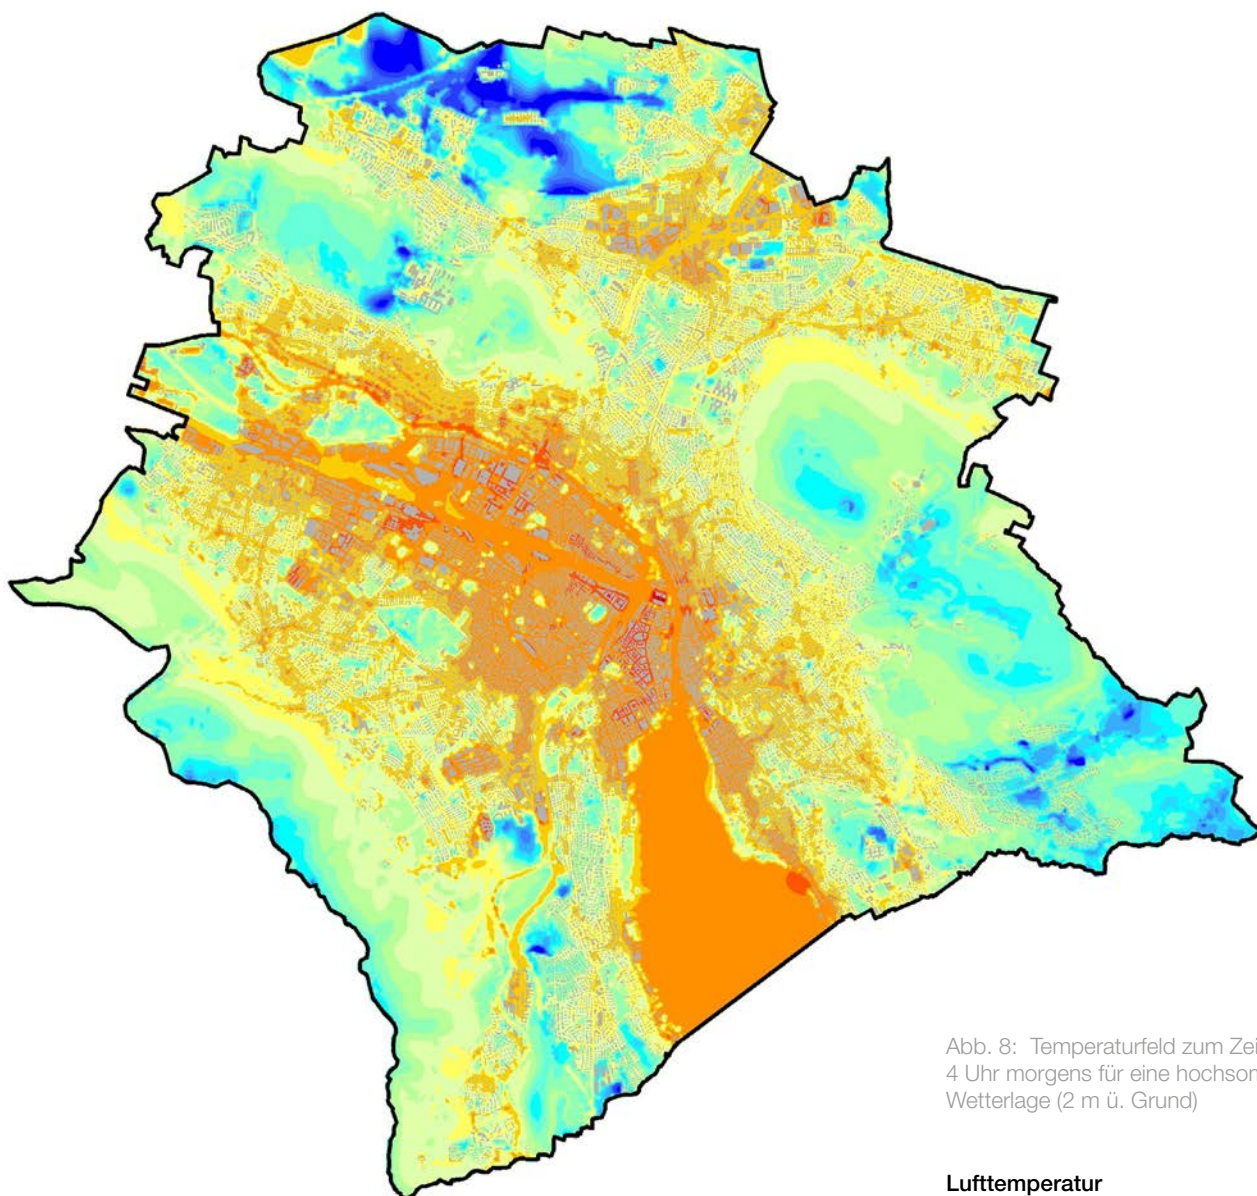 Abb. 8: Temperaturfeld zum
4 Uhr morgens für eine
Wetterlage (2 m ü. Grund)
Lufttemperatur